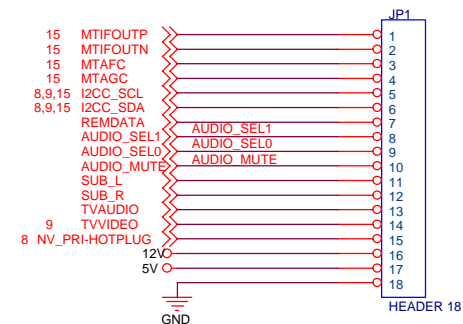 JP1
15 MTIFOUTP 1
15 MTIFOUTN 2
15 MTAFC 3
15 MTAGC 4
8,9,15 I2CC_SCL 5
8,9,15 I2CC_SDA 6
REMDATA 7
AUDIO_SEL1 AUDIO_SEL1 8
AUDIO_SEL0 AUDIO_SEL0 9
AUDIO_MUTE AUDIO_MUTE 10
SUB_L 11
SUB_R 12
TVAUDIO 13
9 TVVIDEO 14
8 NV_PRI-HOTPLUG 15
12V 16
5V 17
18
HEADER 18
GND